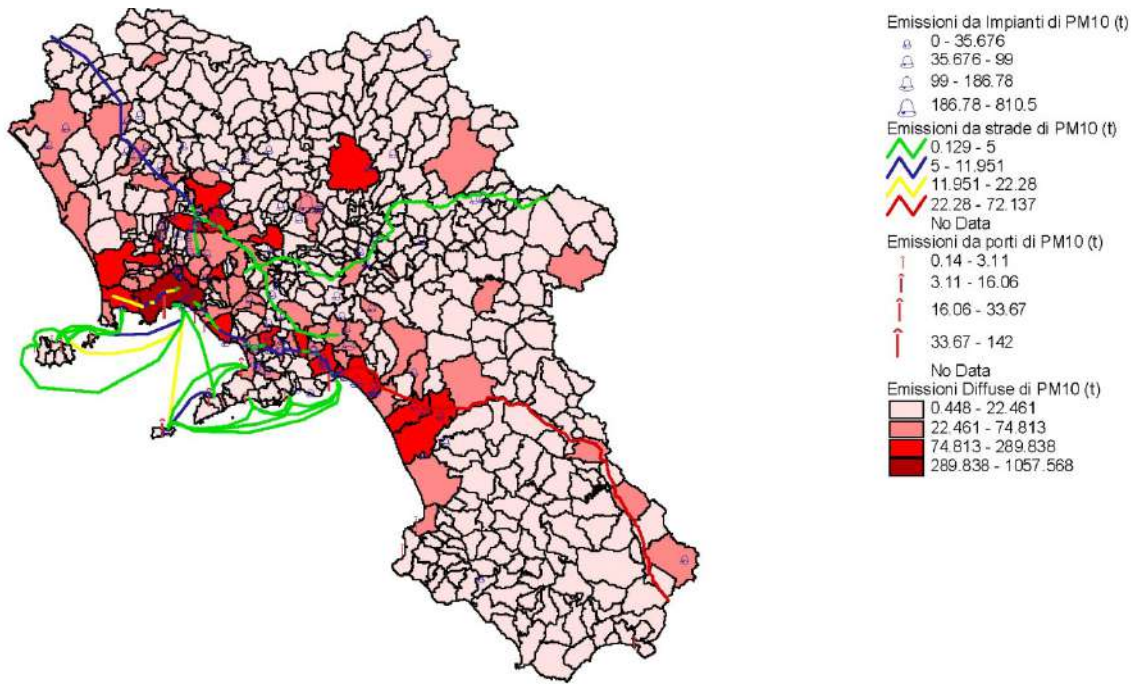 Emissioni da Impianti di PM10 (t)
0 - 35.676
35.676 - 99
99 - 186.78
186.78 - 810.5
Emissioni da strade di PM10 (t)
0.129 - 5
5 - 11.951
11.951 - 22.28
22.28 - 72.137
No Data
Emissioni da porti di PM10 (t)
0.14 - 3.11
3.11 - 16.06
16.06 - 33.67
33.67 - 142
No Data
Emissioni Diffuse di PM10 (t)
0.448 - 22.461
22.461 - 74.813
74.813 - 289.838
289.838 - 1057.568